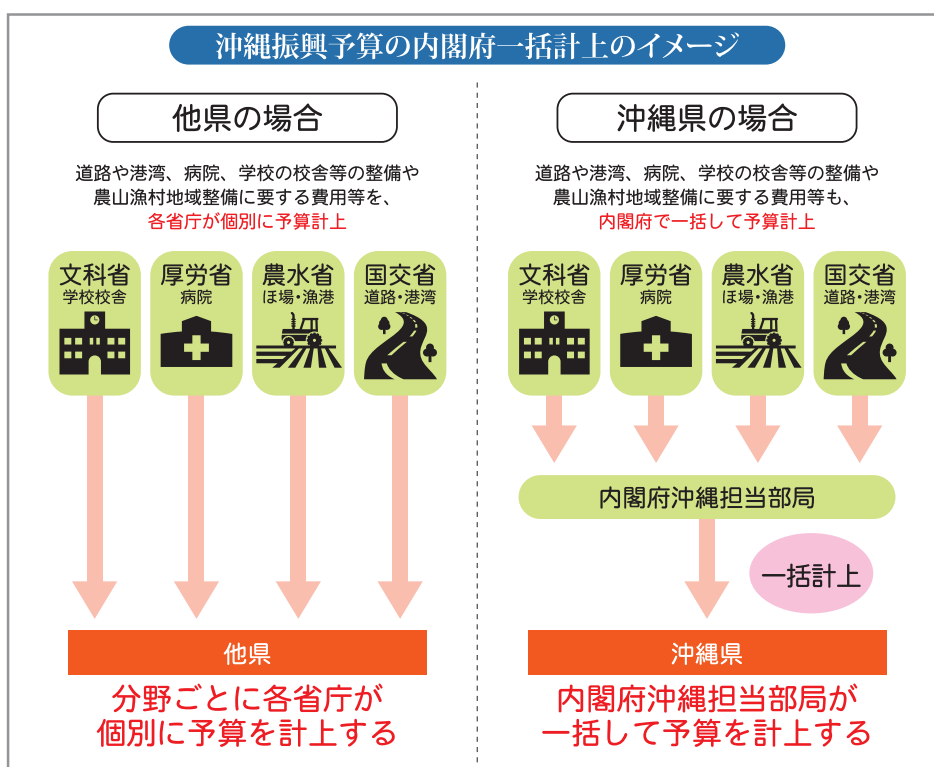 沖縄振興予算の内閣府一括計上のイメージ
他県の場合
道路や港湾、病院、学校の校舎等の整備や
農山漁村地域整備に要する費用等を、
各省庁が個別に予算計上
文科省
学校校舎
厚労省
病院
農水省
ほ場・漁港
国交省
道路・港湾
他県
分野ごとに各省庁が
個別に予算を計上する
沖縄県の場合
道路や港湾、病院、学校の校舎等の整備や
農山漁村地域整備に要する費用等も、
内閣府で一括して予算計上
文科省
学校校舎
厚労省
病院
農水省
ほ場・漁港
国交省
道路・港湾
内閣府沖縄担当部局
一括計上
沖縄県
内閣府沖縄担当部局が
一括して予算を計上する